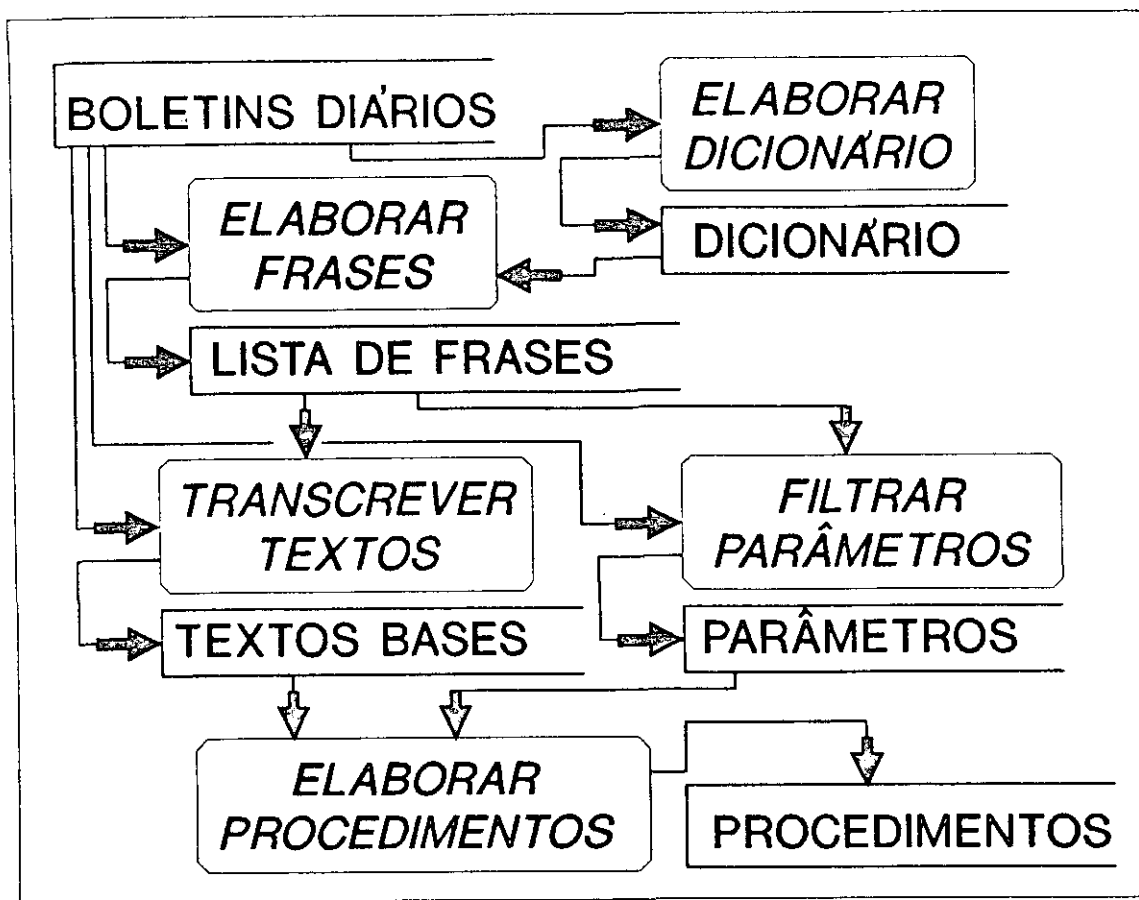 BOLETINS DIÁRIOS
ELABORAR
DICIONÁRIO
ELABORAR
FRASES
DICIONÁRIO
LISTA DE FRASES
TRANSCREVER
TEXTOS
FILTRAR
PARÂMETROS
TEXTOS BASES
PARÂMETROS
ELABORAR
PROCEDIMENTOS
PROCEDIMENTOS